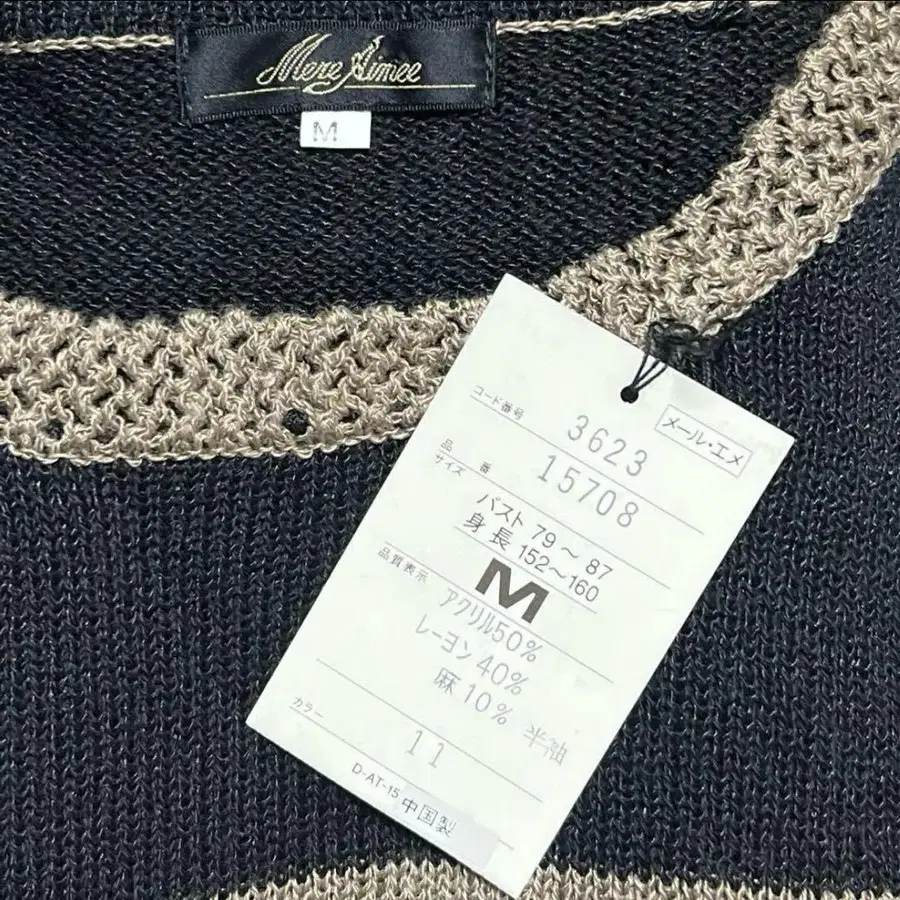 Mere Aimee
M
メール・エメ
コード番号
3623
品番
15708
サイズ
バスト 79～87
身長 152～160
M
品質表示
アクリル50%
レーヨン 40%
麻10%
半袖
カラー
11
D-AT-15
中国製